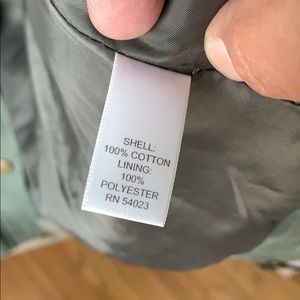 SHELL:
100% COTTON
LINING:
100%
POLYESTER
RN 54023